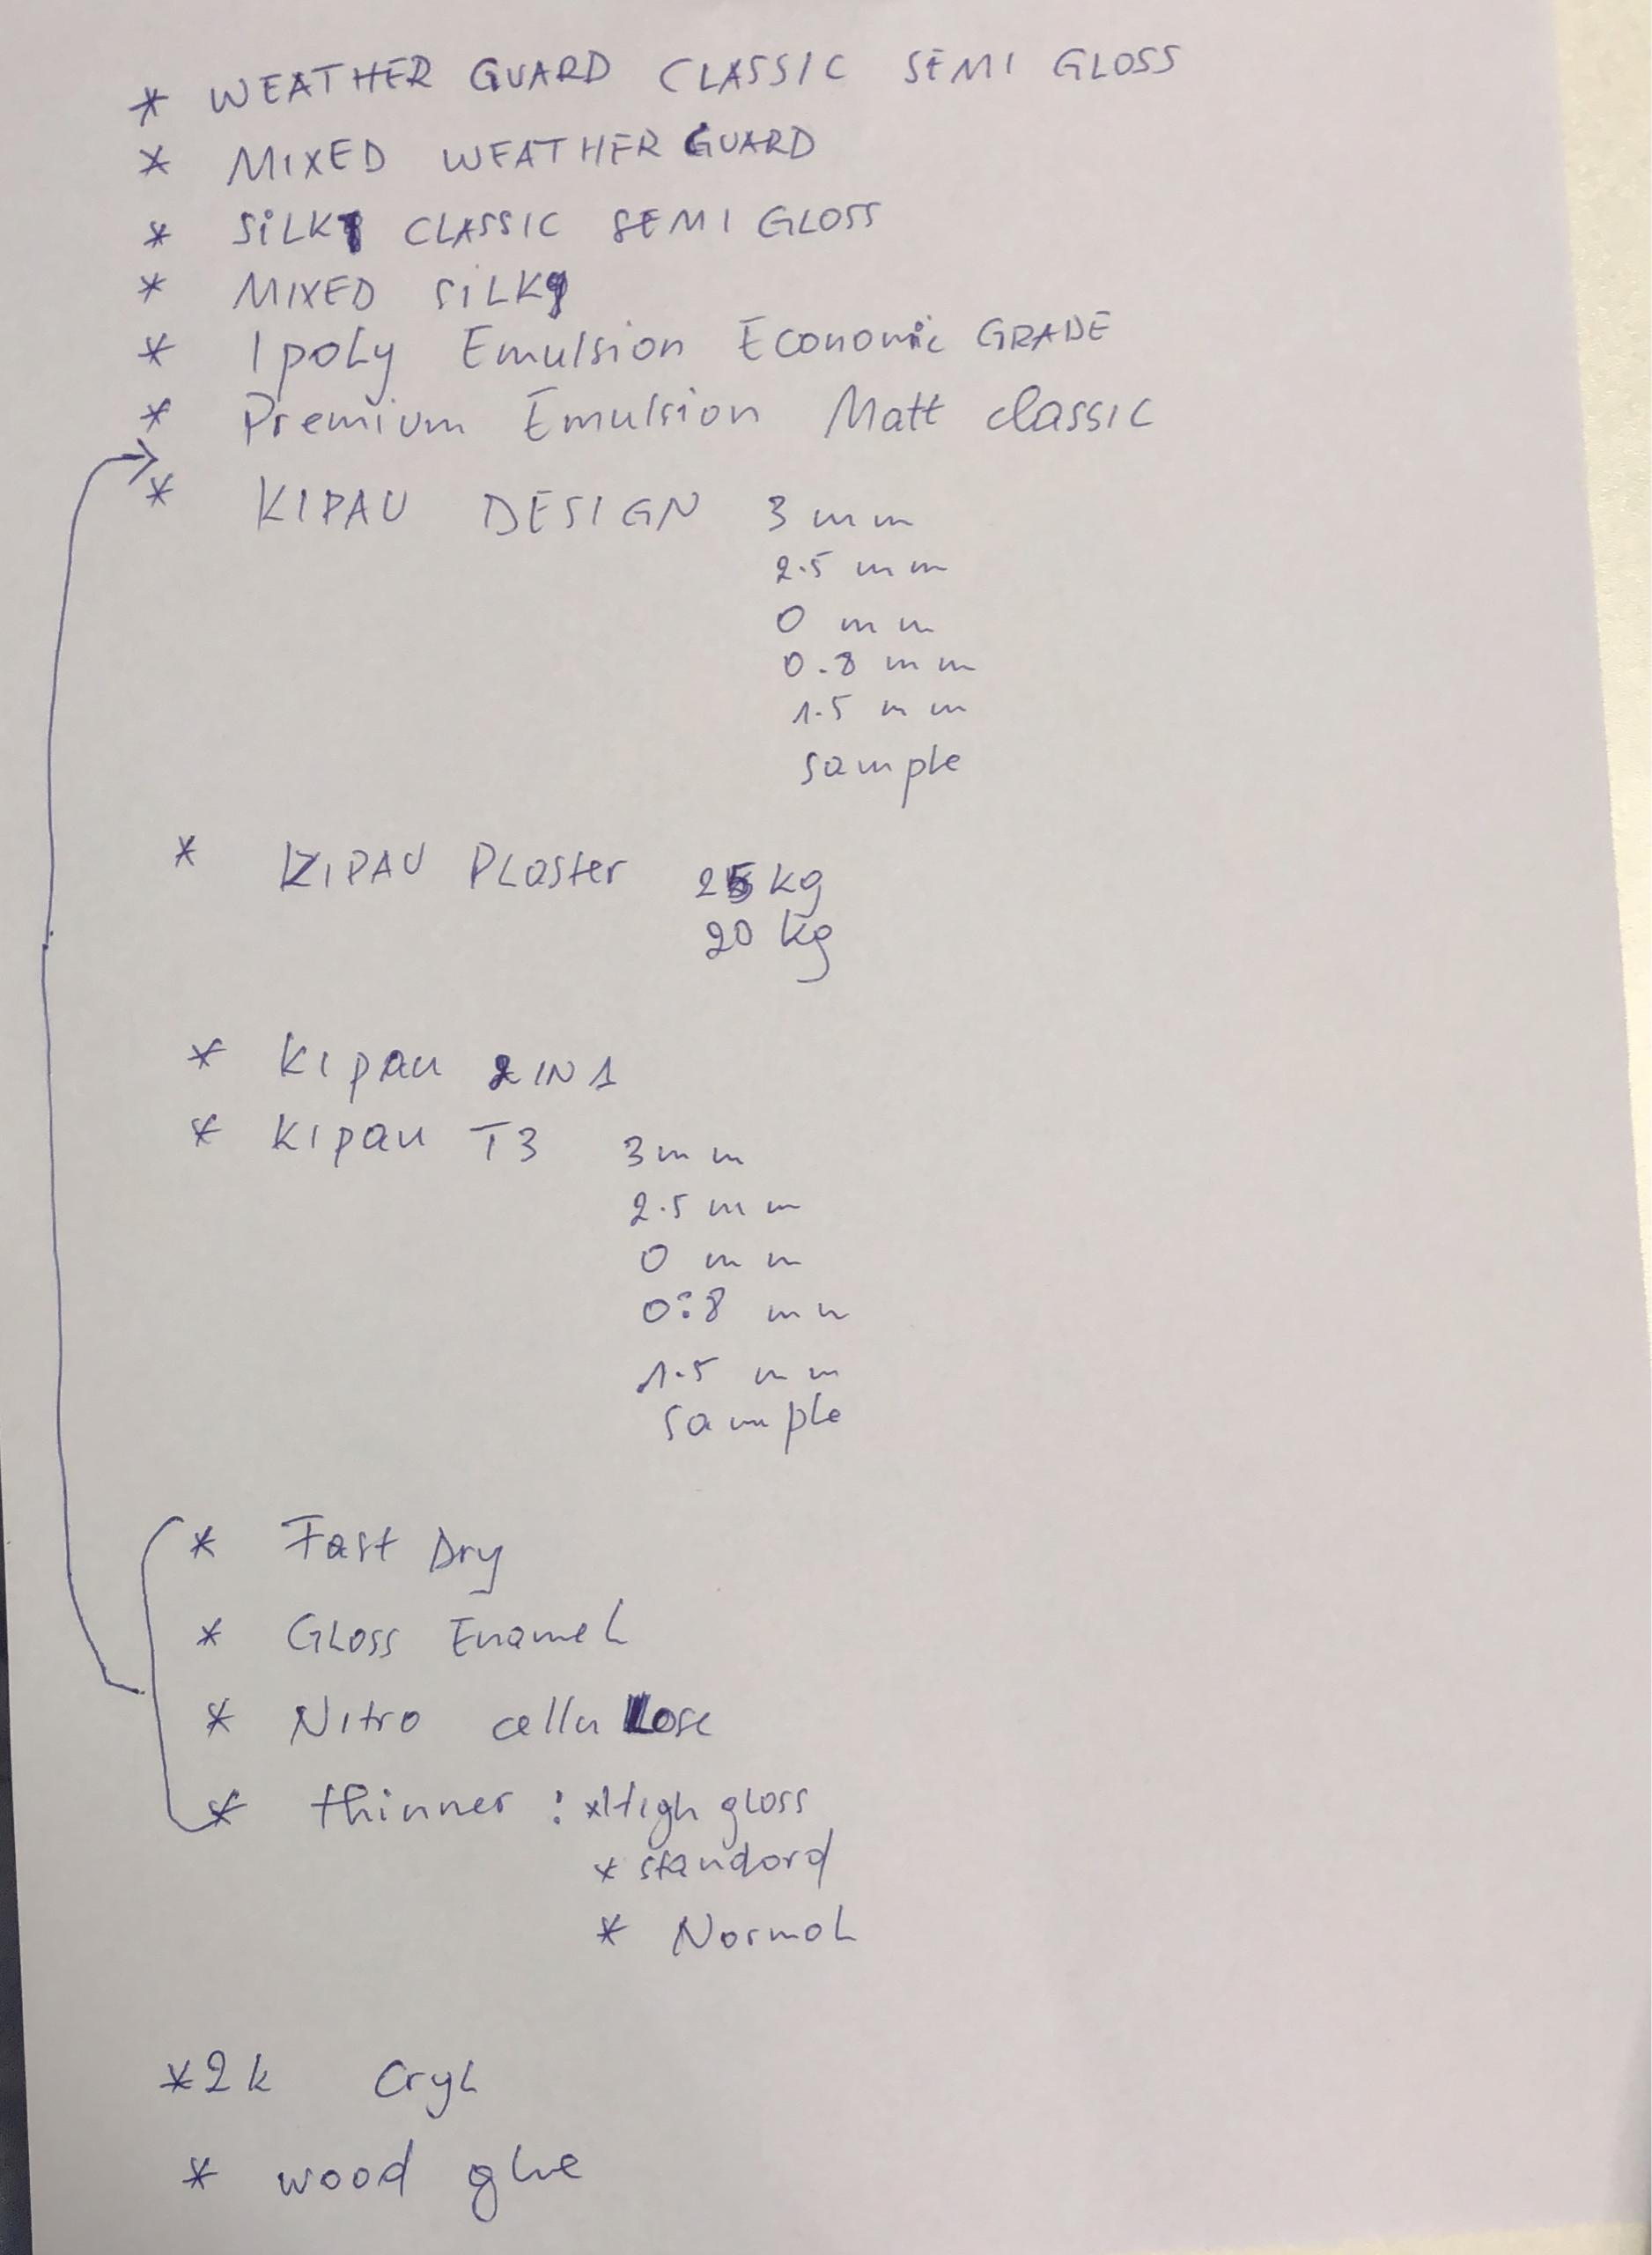 * WEATHER GUARD CLASSIC SEMI GLOSS
* MIXED WEATHER GUARD
* SILKY CLASSIC SEMI GLOSS
* MIXED SILKY
* 1 poly Emulsion Economic GRADE
* Premium Emulsion Matt classic
* KIPAU DESIGN 3 mm
2.5 mm
0 mm
0.8 mm
1.5 mm
sample
* KIPAU Plaster 25 kg
20 kg
* Kipau 2 IN 1
* Kipau T3 3 mm
2.5 mm
0 mm
0.8 mm
1.5 mm
sample
* Fast Dry
* Gloss Enamel
* Nitro cellulose
* thinner : * High gloss
* standard
* Normal
* 2k Cryl
* wood glue